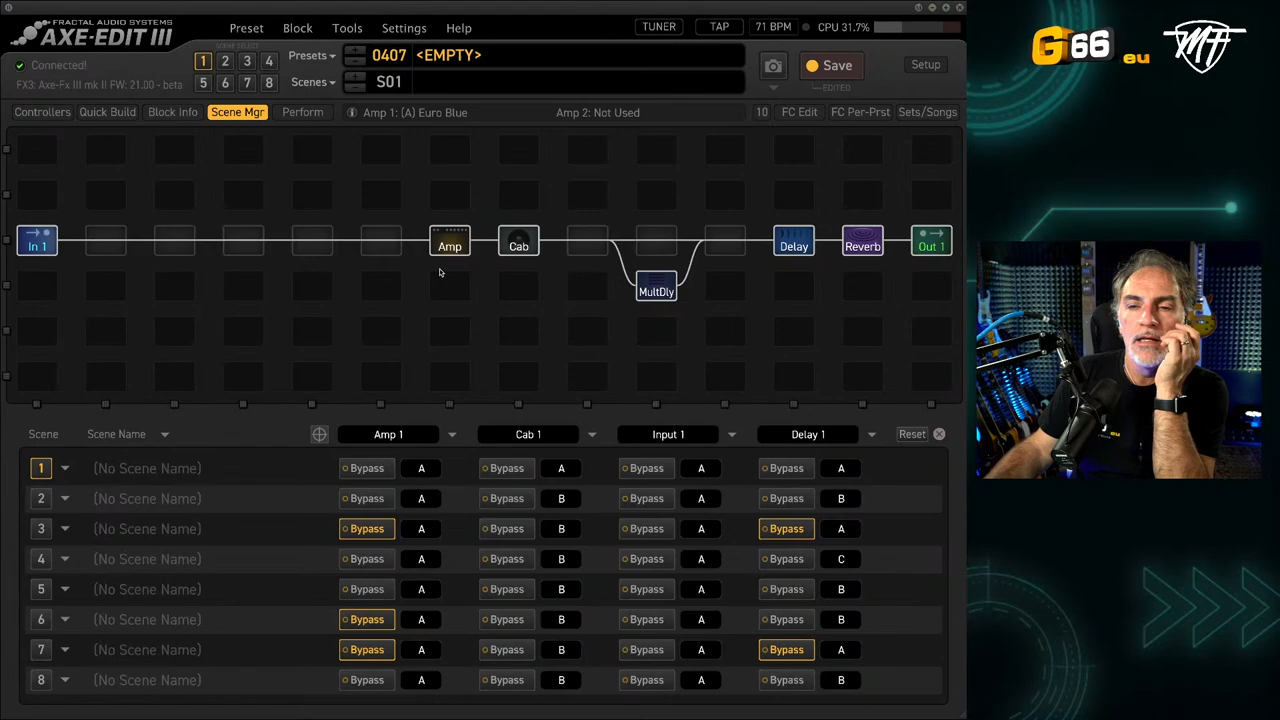 FRACTAL AUDIO SYSTEMS
AXE-EDIT III
Preset Block Tools Settings Help
TUNER TAP 71 BPM CPU 31.7%
Connected!
FX3: Axe-Fx III mk II FW: 21.00 - beta
SCENE SELECT
1 2 3 4
5 6 7 8
Presets 0407 <EMPTY>
Scenes S01
Save
EDITED
Setup
Controllers Quick Build Block Info Scene Mgr Perform Amp 1: (A) Euro Blue Amp 2: Not Used 10 FC Edit FC Per-Prst Sets/Songs
In 1 Amp Cab Delay Reverb Out 1
MultDly
Scene Scene Name Amp 1 Cab 1 Input 1 Delay 1 Reset
1 (No Scene Name) Bypass A Bypass A Bypass A Bypass A
2 (No Scene Name) Bypass A Bypass B Bypass A Bypass B
3 (No Scene Name) Bypass A Bypass B Bypass A Bypass A
4 (No Scene Name) Bypass A Bypass B Bypass A Bypass C
5 (No Scene Name) Bypass A Bypass B Bypass A Bypass B
6 (No Scene Name) Bypass A Bypass B Bypass A Bypass B
7 (No Scene Name) Bypass A Bypass B Bypass A Bypass A
8 (No Scene Name) Bypass A Bypass B Bypass A Bypass B
G66
eu